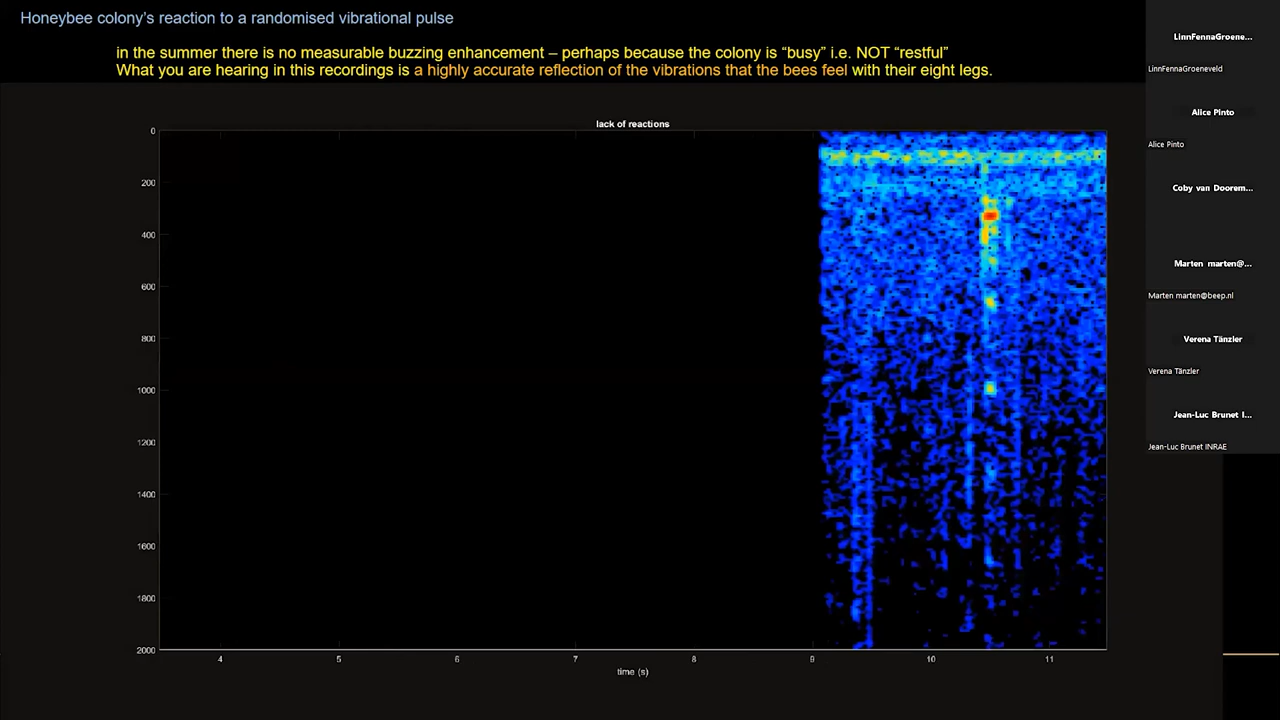 Honeybee colony's reaction to a randomised vibrational pulse
in the summer there is no measurable buzzing enhancement – perhaps because the colony is “busy” i.e. NOT “restful”
What you are hearing in this recordings is a highly accurate reflection of the vibrations that the bees feel with their eight legs.
lack of reactions
0
200
400
600
800
1000
1200
1400
1600
1800
2000
4 5 6 7 8 9 10 11
time (s)
LinnFennaGroene...
LinnFennaGroeneveld
Alice Pinto
Alice Pinto
Coby van Doorem...
Marten marten@...
Marten marten@beep.nl
Verena Tänzler
Verena Tänzler
Jean-Luc Brunet I...
Jean-Luc Brunet INRAE